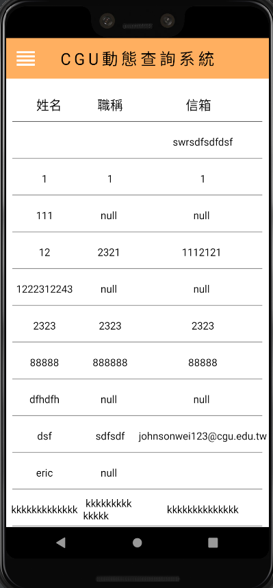 CGU動態查詢系統
姓名 職稱 信箱
swrsdfsdfdsf
1 1 1
111 null null
12 2321 1112121
1222312243 null null
2323 2323 2323
88888 888888 88888
dfhdfh null null
dsf sdfsdf johnsonwei123@cgu.edu.tw
eric null
kkkkkkkkkkkkk kkkkkkkkk kkkkkkkkkkkkkk
kkkkk